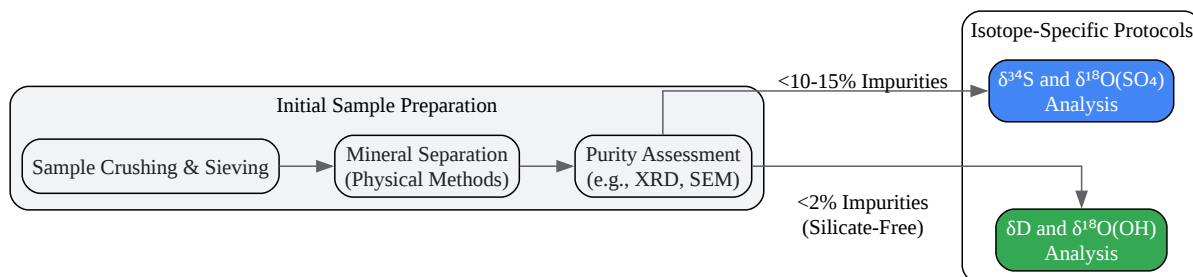 Isotope-Specific Protocols
<10-15% Impurities
δ³⁴S and δ¹⁸O(SO₄)
Analysis
Initial Sample Preparation
Sample Crushing & Sieving
Mineral Separation
(Physical Methods)
Purity Assessment
(e.g., XRD, SEM)
<2% Impurities
(Silicate-Free)
δD and δ¹⁸O(OH)
Analysis